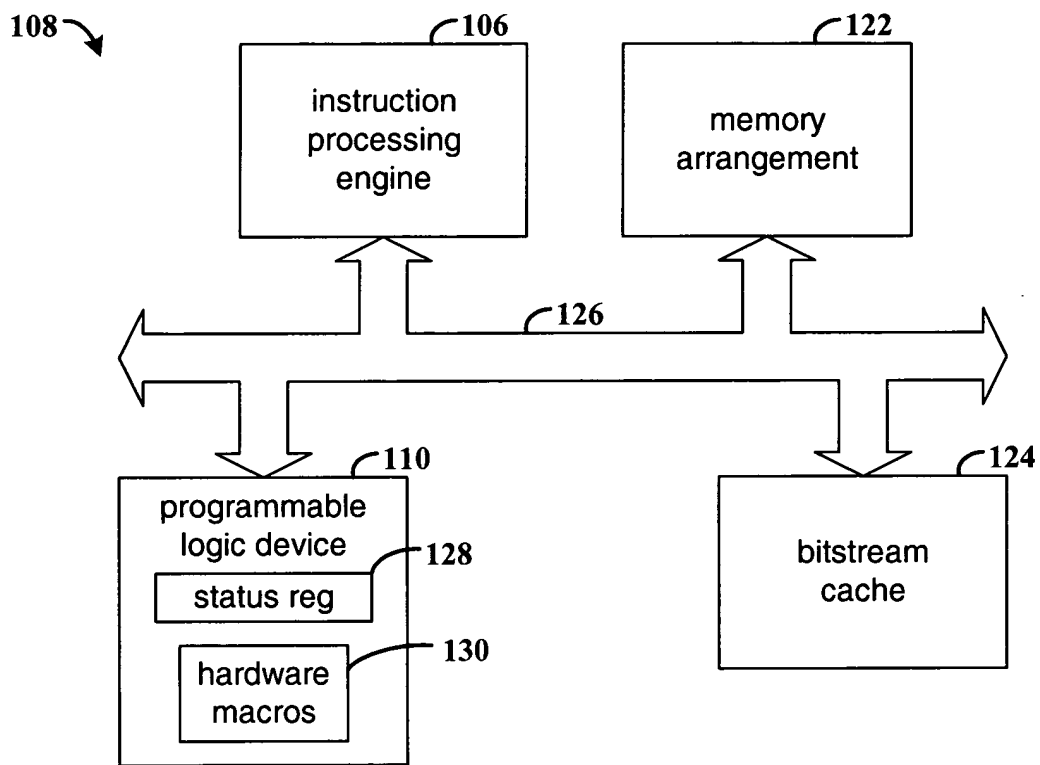 108
106
instruction
processing
engine
122
memory
arrangement
126
110
programmable
logic device
128
status reg
130
hardware
macros
124
bitstream
cache